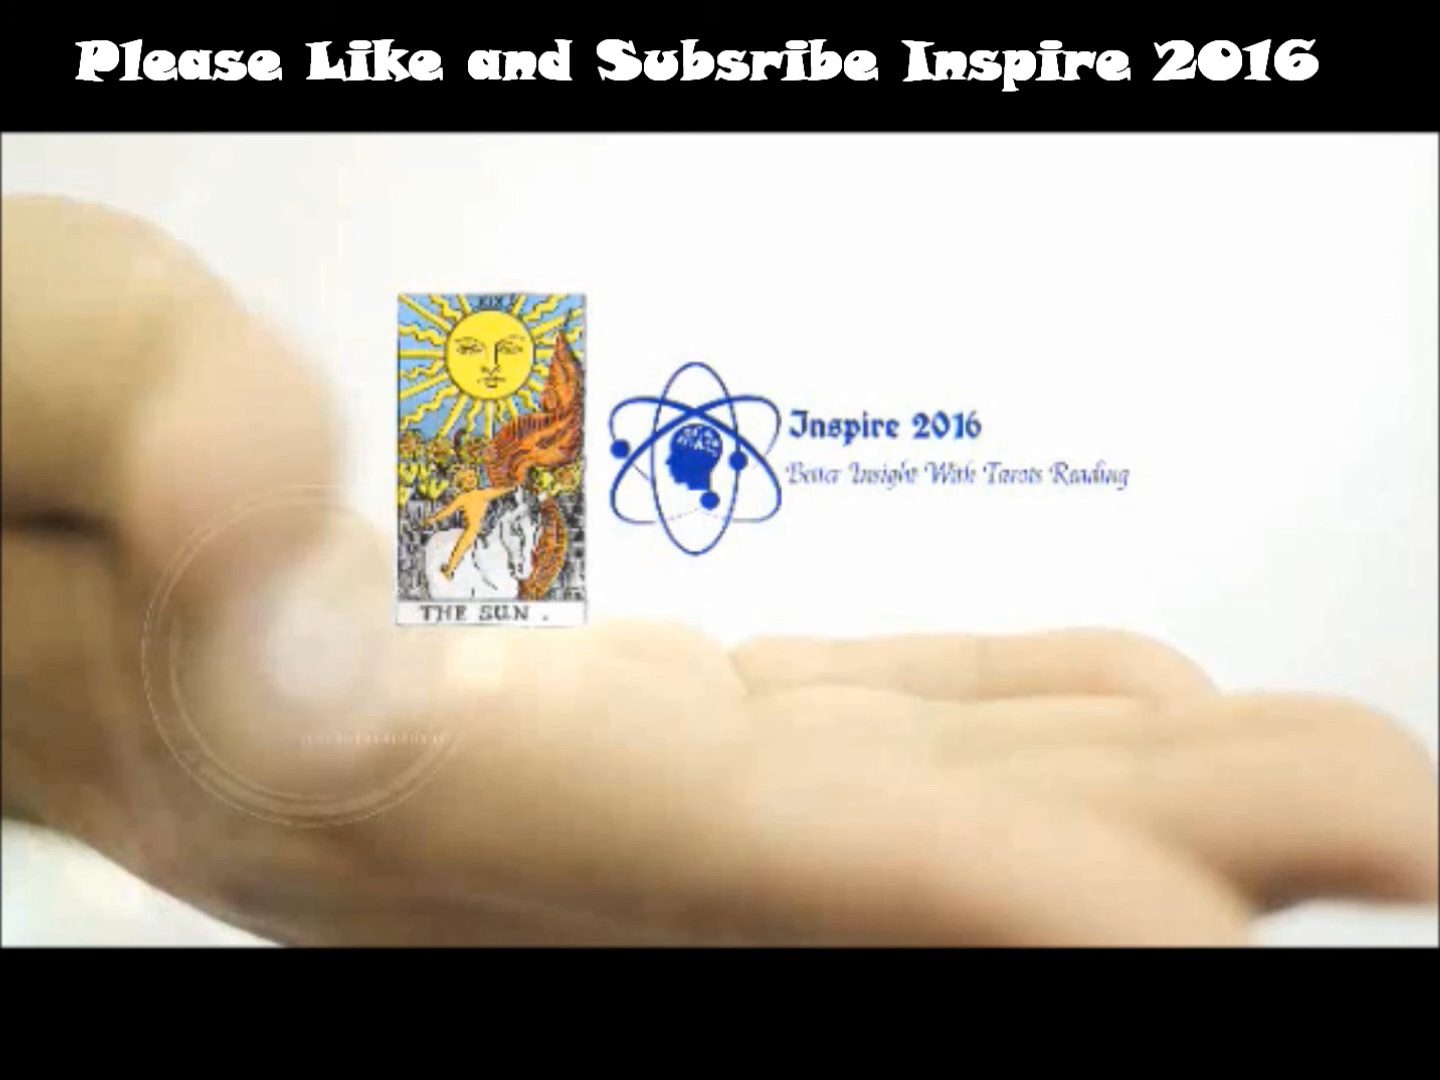 Please Like and Subsribe Inspire 2016
THE SUN .
Inspire 2016
Better Insight With Tarots Reading